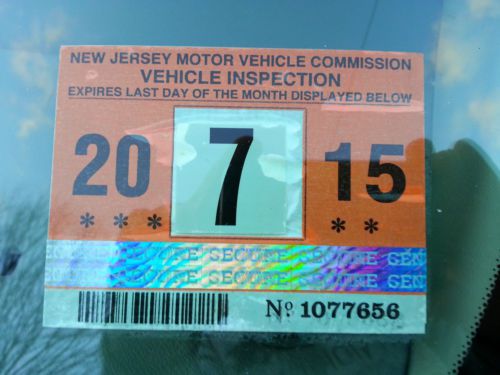 NEW JERSEY MOTOR VEHICLE COMMISSION
VEHICLE INSPECTION
EXPIRES LAST DAY OF THE MONTH DISPLAYED BELOW
20 7 15
* * * * *
SECURE SECURE SECURE GEN
Nº 1077656